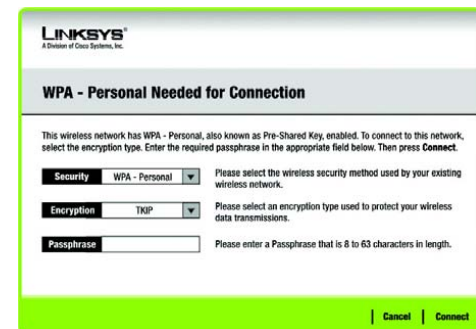 LINKSYS®
A Division of Cisco Systems, Inc.
WPA - Personal Needed for Connection
This wireless network has WPA - Personal, also known as Pre-Shared Key, enabled. To connect to this network,
select the encryption type. Enter the required passphrase in the appropriate field below. Then press Connect.
Security WPA - Personal Please select the wireless security method used by your existing
wireless network.
Encryption TKIP Please select an encryption type used to protect your wireless
data transmissions.
Passphrase Please enter a Passphrase that is 8 to 63 characters in length.
Cancel Connect